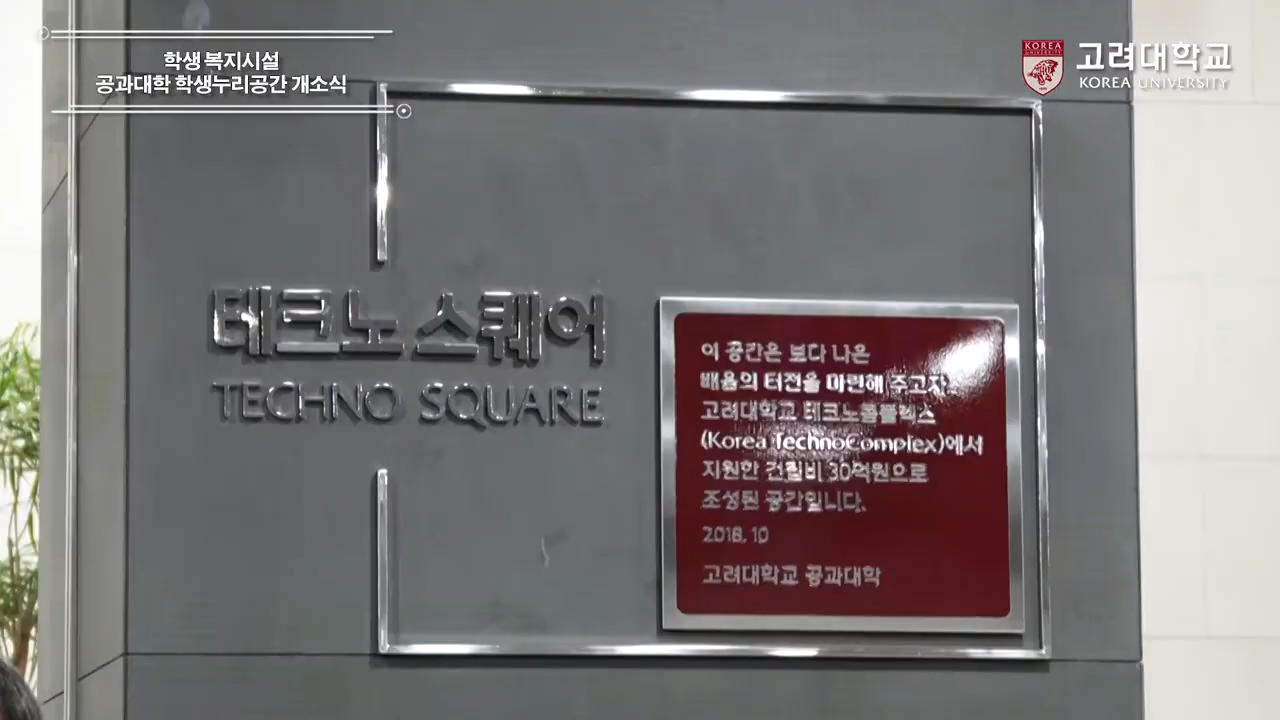 학생 복지시설
공과대학 학생누리공간 개소식
KOREA
UNIVERSITY
고려대학교
KOREA UNIVERSITY
테크노 스퀘어
TECHNO SQUARE
이 공간은 보다 나은
배움의 터전을 마련해 주고자
고려대학교 테크노콤플렉스
(Korea TechnoComplex)에서
지원한 건립비 30억원으로
조성된 공간입니다.
2018. 10
고려대학교 공과대학